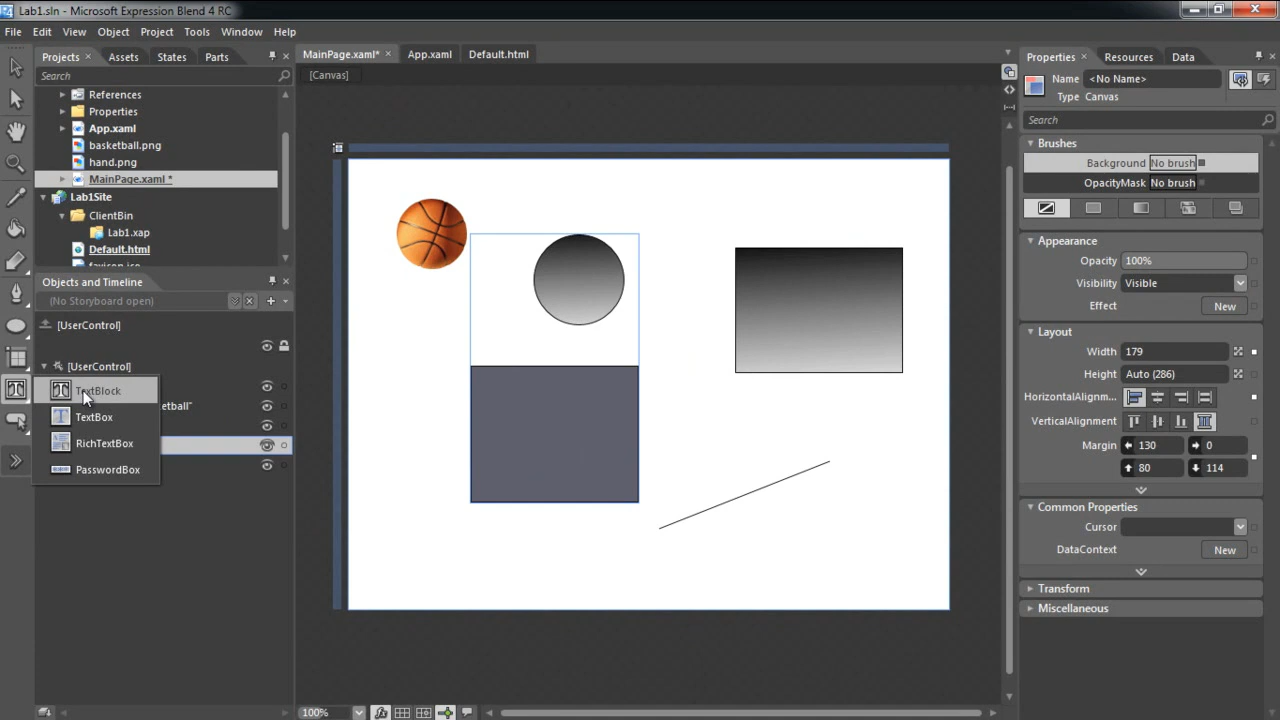 Lab1.sln - Microsoft Expression Blend 4 RC
File Edit View Object Project Tools Window Help
Projects Assets States Parts
Search
References
Properties
App.xaml
basketball.png
hand.png
MainPage.xaml *
Lab1Site
ClientBin
Lab1.xap
Default.html
favicon.ico
Objects and Timeline
(No Storyboard open)
[UserControl]
[UserControl]
etball"
TextBlock
TextBox
RichTextBox
PasswordBox
MainPage.xaml* App.xaml Default.html
[Canvas]
100%
Properties Resources Data
Name <No Name>
Type Canvas
Search
Brushes
Background No brush
OpacityMask No brush
Appearance
Opacity 100%
Visibility Visible
Effect New
Layout
Width 179
Height Auto (286)
HorizontalAlignm...
VerticalAlignment
Margin 130 0
80 114
Common Properties
Cursor
DataContext New
Transform
Miscellaneous